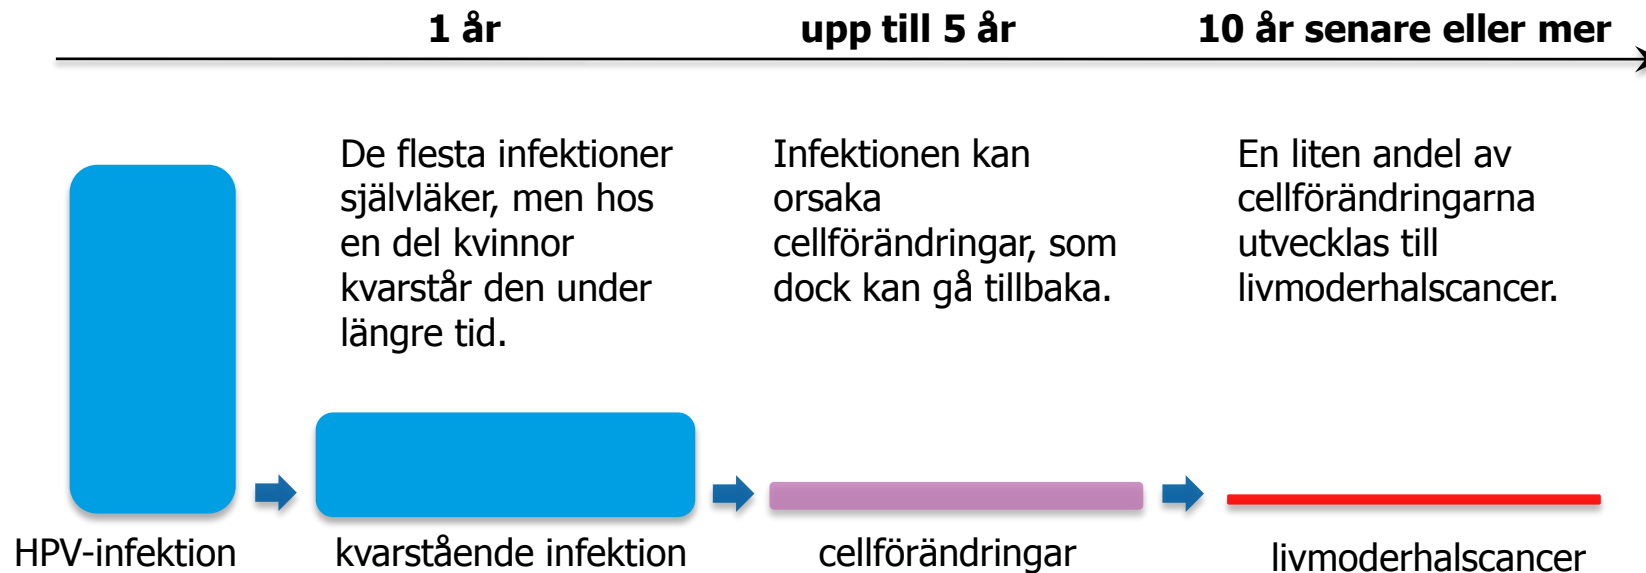 1 år
upp till 5 år
10 år senare eller mer
De flesta infektioner
självläker, men hos
en del kvinnor
kvarstår den under
längre tid.
Infektionen kan
orsaka
cellförändringar, som
dock kan gå tillbaka.
En liten andel av
cellförändringarna
utvecklas till
livmoderhalscancer.
HPV-infektion
kvarstående infektion
cellförändringar
livmoderhalscancer